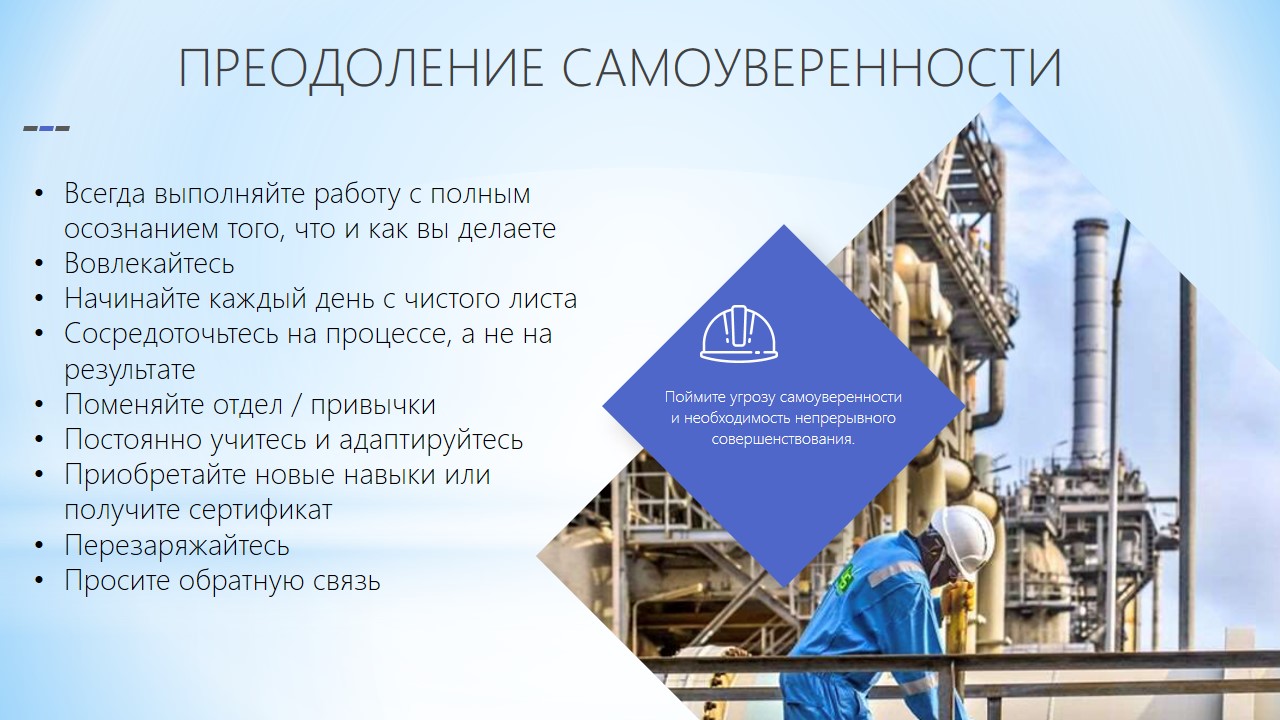 ПРЕОДОЛЕНИЕ САМОУВЕРЕННОСТИ
• Всегда выполняйте работу с полным
осознанием того, что и как вы делаете
• Вовлекайтесь
• Начинайте каждый день с чистого листа
• Сосредоточьтесь на процессе, а не на
результате
• Поменяйте отдел / привычки
• Постоянно учитесь и адаптируйтесь
• Приобретайте новые навыки или
получите сертификат
• Перезаряжайтесь
• Просите обратную связь
Поймите угрозу самоуверенности
и необходимость непрерывного
совершенствования.